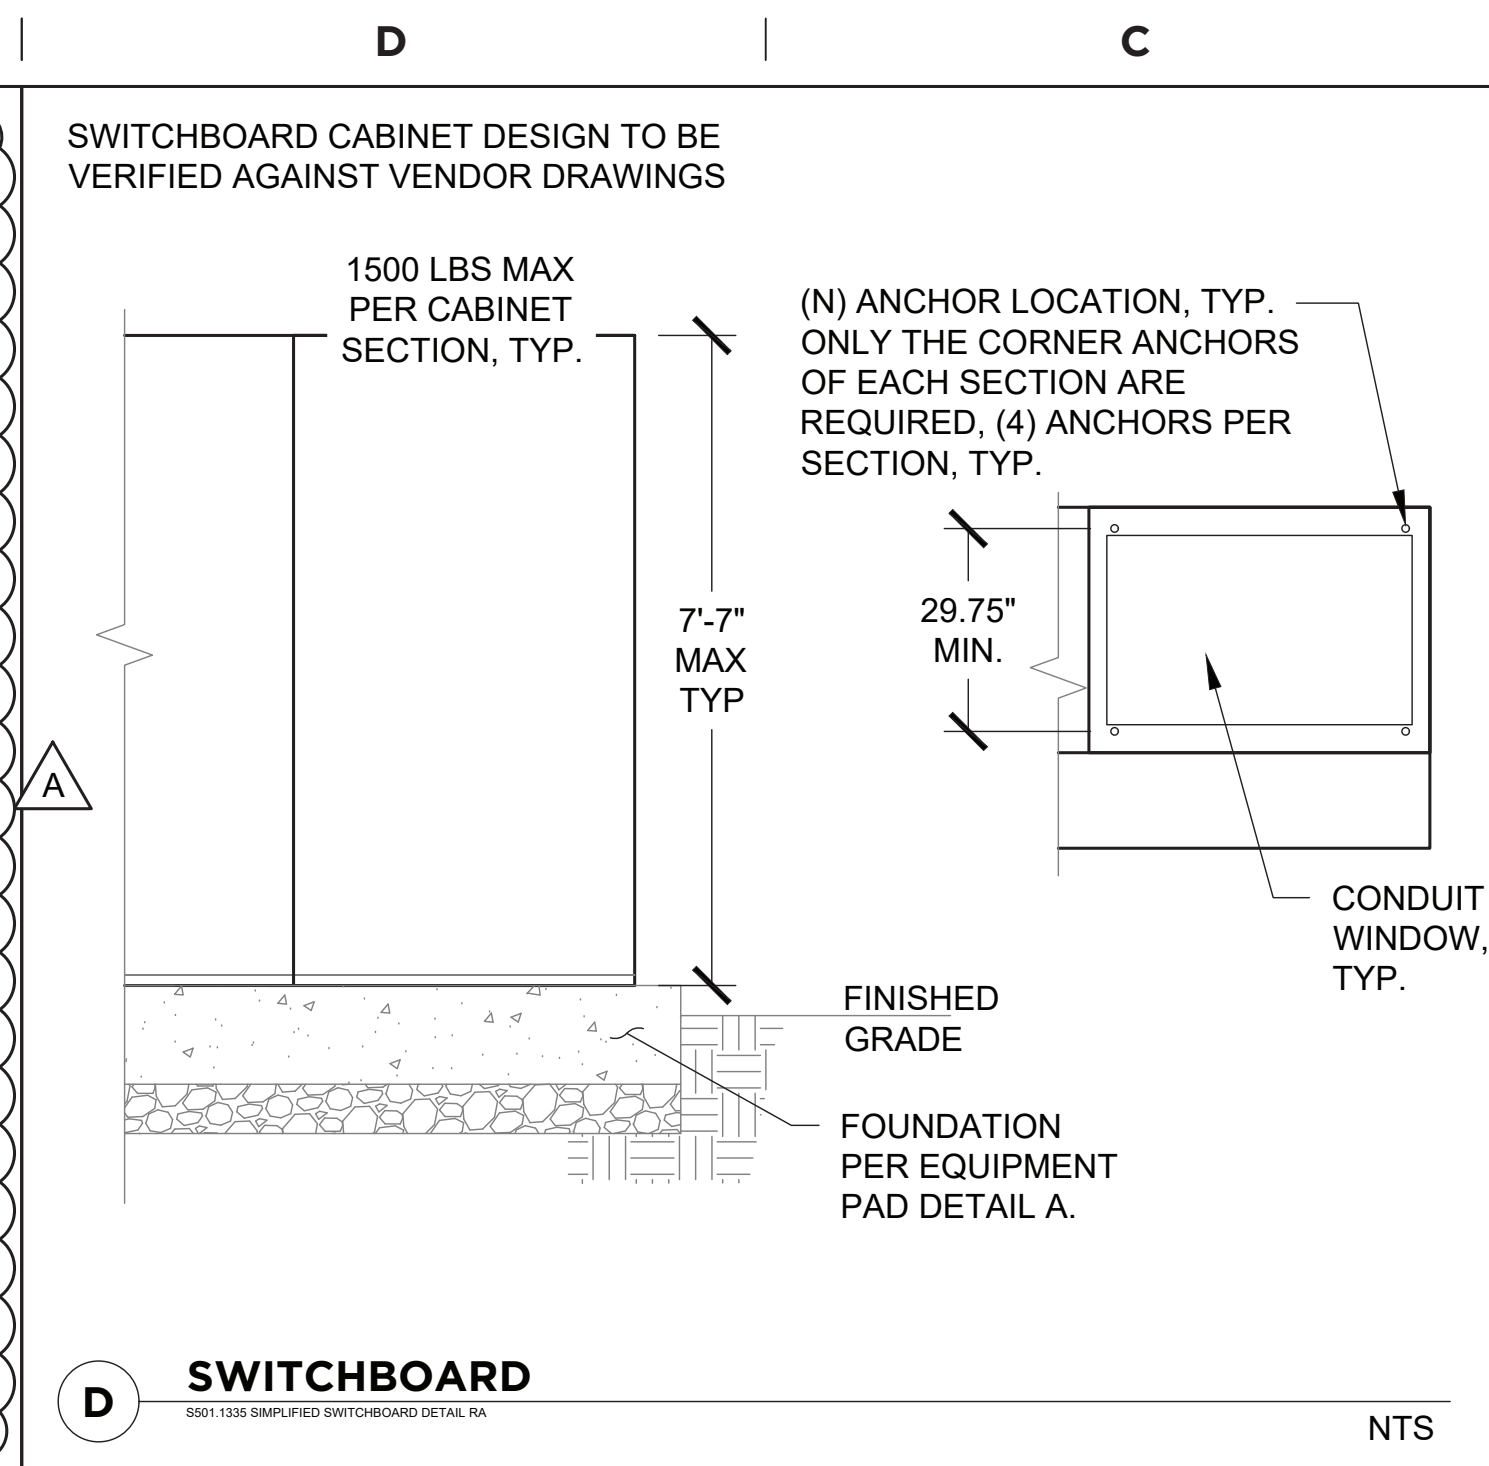 D
C
SWITCHBOARD CABINET DESIGN TO BE
VERIFIED AGAINST VENDOR DRAWINGS
1500 LBS MAX
PER CABINET
SECTION, TYP.
(N) ANCHOR LOCATION, TYP.
ONLY THE CORNER ANCHORS
OF EACH SECTION ARE
REQUIRED, (4) ANCHORS PER
SECTION, TYP.
7'-7"
MAX
TYP
29.75"
MIN.
A
CONDUIT
WINDOW,
TYP.
FINISHED
GRADE
FOUNDATION
PER EQUIPMENT
PAD DETAIL A.
D
SWITCHBOARD
S501.1335 SIMPLIFIED SWITCHBOARD DETAIL RA
NTS